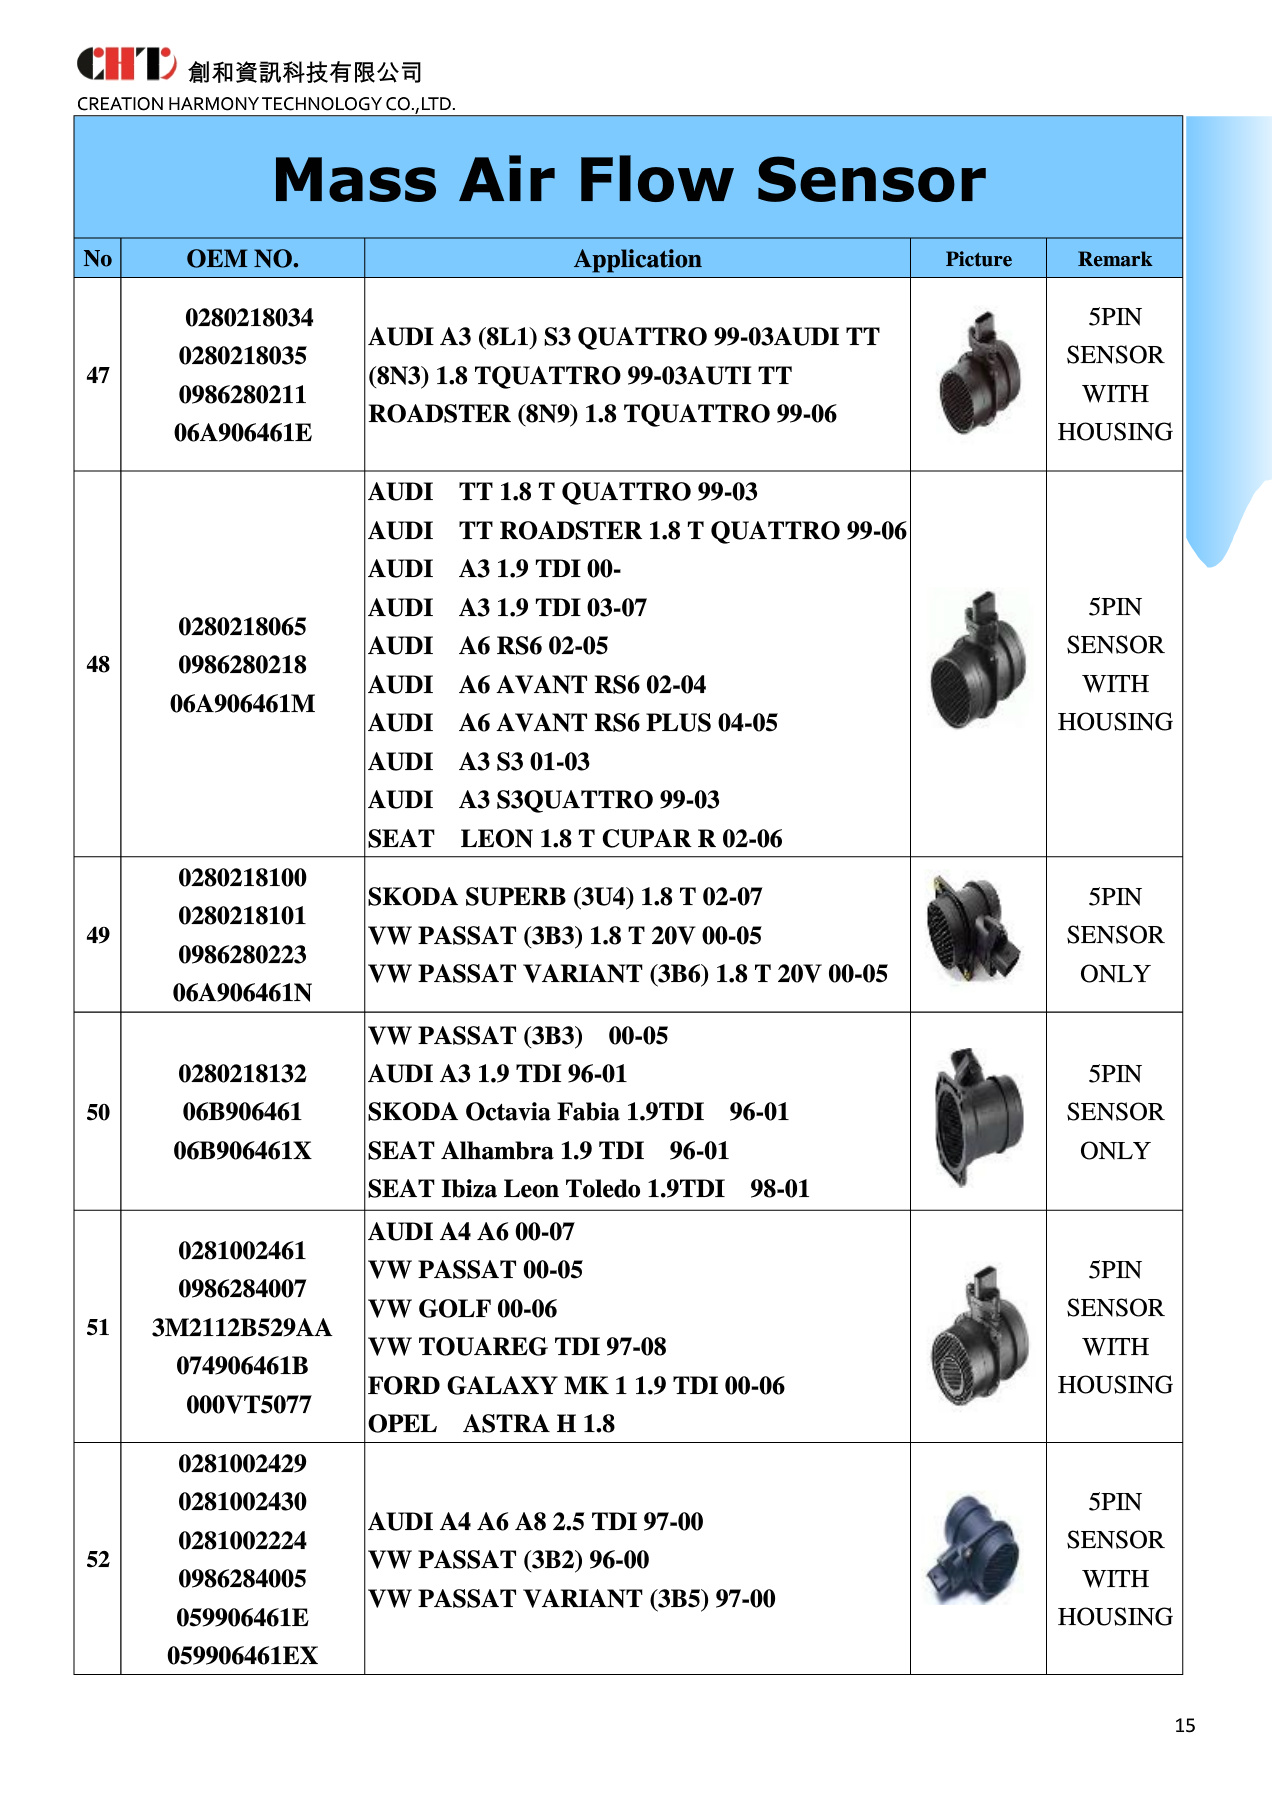 CHT 創和資訊科技有限公司
CREATION HARMONY TECHNOLOGY CO.,LTD.
Mass Air Flow Sensor
No OEM NO. Application Picture Remark
47
0280218034
0280218035
0986280211
06A906461E
AUDI A3 (8L1) S3 QUATTRO 99-03AUDI TT
(8N3) 1.8 TQUATTRO 99-03AUTI TT
ROADSTER (8N9) 1.8 TQUATTRO 99-06
5PIN
SENSOR
WITH
HOUSING
48
0280218065
0986280218
06A906461M
AUDI TT 1.8 T QUATTRO 99-03
AUDI TT ROADSTER 1.8 T QUATTRO 99-06
AUDI A3 1.9 TDI 00-
AUDI A3 1.9 TDI 03-07
AUDI A6 RS6 02-05
AUDI A6 AVANT RS6 02-04
AUDI A6 AVANT RS6 PLUS 04-05
AUDI A3 S3 01-03
AUDI A3 S3QUATTRO 99-03
SEAT LEON 1.8 T CUPAR R 02-06
5PIN
SENSOR
WITH
HOUSING
49
0280218100
0280218101
0986280223
06A906461N
SKODA SUPERB (3U4) 1.8 T 02-07
VW PASSAT (3B3) 1.8 T 20V 00-05
VW PASSAT VARIANT (3B6) 1.8 T 20V 00-05
5PIN
SENSOR
ONLY
50
0280218132
06B906461
06B906461X
VW PASSAT (3B3) 00-05
AUDI A3 1.9 TDI 96-01
SKODA Octavia Fabia 1.9TDI 96-01
SEAT Alhambra 1.9 TDI 96-01
SEAT Ibiza Leon Toledo 1.9TDI 98-01
5PIN
SENSOR
ONLY
51
0281002461
0986284007
3M2112B529AA
074906461B
000VT5077
AUDI A4 A6 00-07
VW PASSAT 00-05
VW GOLF 00-06
VW TOUAREG TDI 97-08
FORD GALAXY MK 1 1.9 TDI 00-06
OPEL ASTRA H 1.8
5PIN
SENSOR
WITH
HOUSING
52
0281002429
0281002430
0281002224
0986284005
059906461E
059906461EX
AUDI A4 A6 A8 2.5 TDI 97-00
VW PASSAT (3B2) 96-00
VW PASSAT VARIANT (3B5) 97-00
5PIN
SENSOR
WITH
HOUSING
15